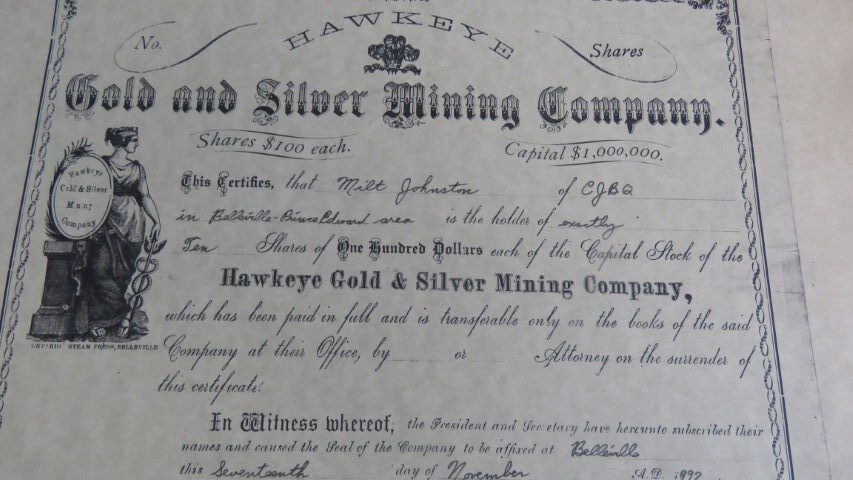 HAWKEYE
No.
Shares
Gold and Silver Mining Company.
Shares $100 each.
Capital $1,000,000.
Hawkeye
Gold & Silver
Mang
Company
This Certifies, that Milt Johnston of CJBQ
in Belleville-Prince Edward area is the holder of exactly
Ten Shares of One Hundred Dollars each of the Capital Stock of the
Hawkeye Gold & Silver Mining Company,
which has been paid in full and is transferable only on the books of the said
ONTARIO STEAM PRESS, BELLEVILLE
Company at their Office, by or Attorney on the surrender of
this certificate.
In Witness whereof, the President and Secretary have hereunto subscribed their
names and caused the Seal of the Company to be affixed at Belleville
this Seventeenth day of November A.D. 1992